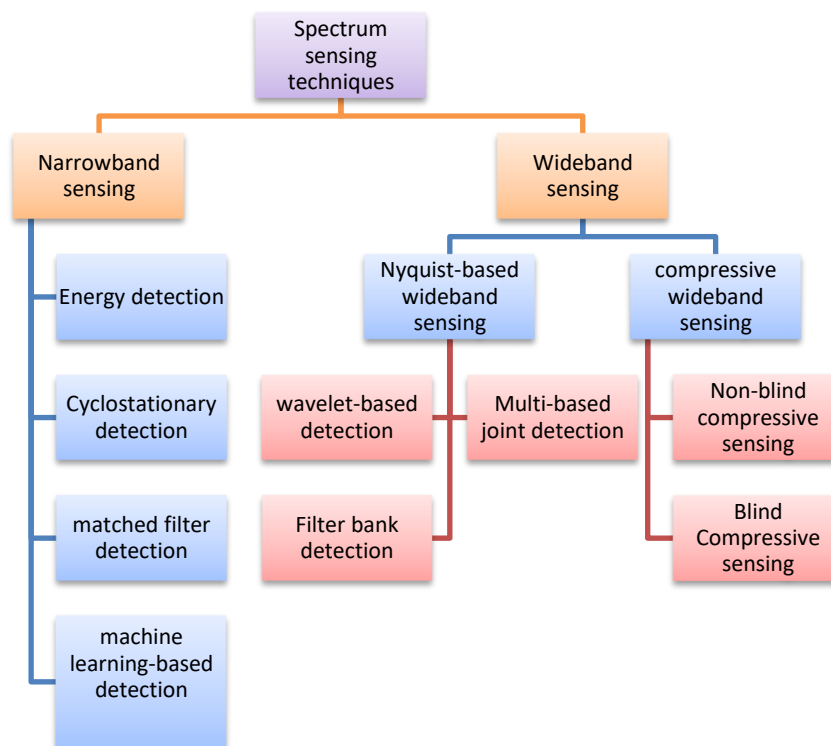 Spectrum
sensing
techniques
Narrowband
sensing
Wideband
sensing
Energy detection
Cyclostationary
detection
matched filter
detection
machine
learning-based
detection
Nyquist-based
wideband
sensing
wavelet-based
detection
Multi-based
joint detection
Filter bank
detection
compressive
wideband
sensing
Non-blind
compressive
sensing
Blind
Compressive
sensing